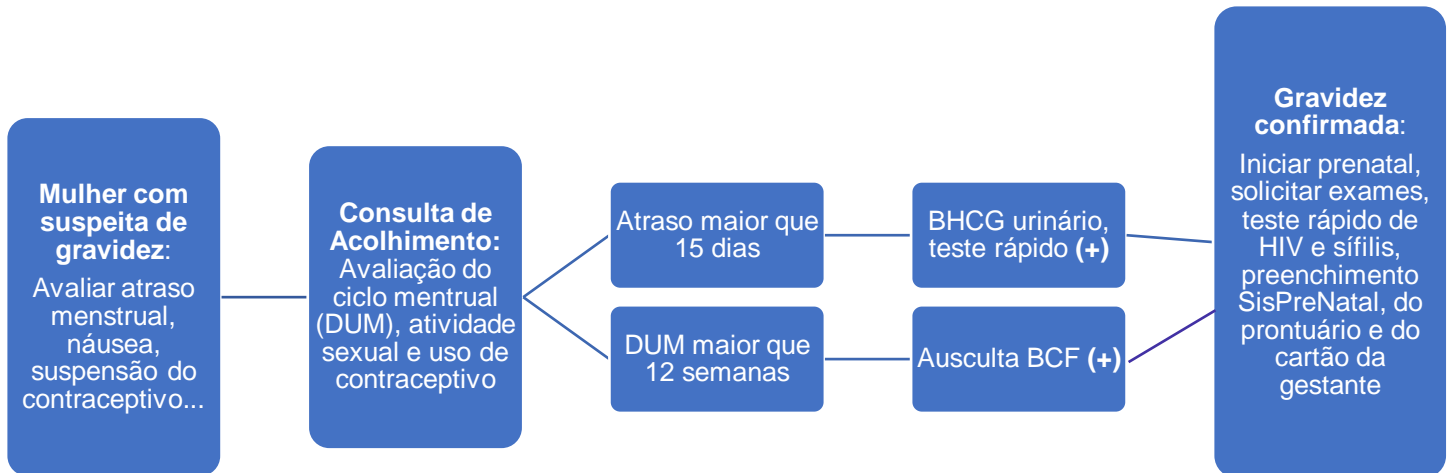 Mulher com
suspeita de
gravidez:
Avaliar atraso
menstrual,
náusea,
suspensão do
contraceptivo...
Consulta de
Acolhimento:
Avaliação do
ciclo mentrual
(DUM), atividade
sexual e uso de
contraceptivo
Atraso maior que
15 dias
BHCG urinário,
teste rápido (+)
DUM maior que
12 semanas
Ausculta BCF (+)
Gravidez
confirmada:
Iniciar prenatal,
solicitar exames,
teste rápido de
HIV e sífilis,
preenchimento
SisPreNatal, do
prontuário e do
cartão da
gestante